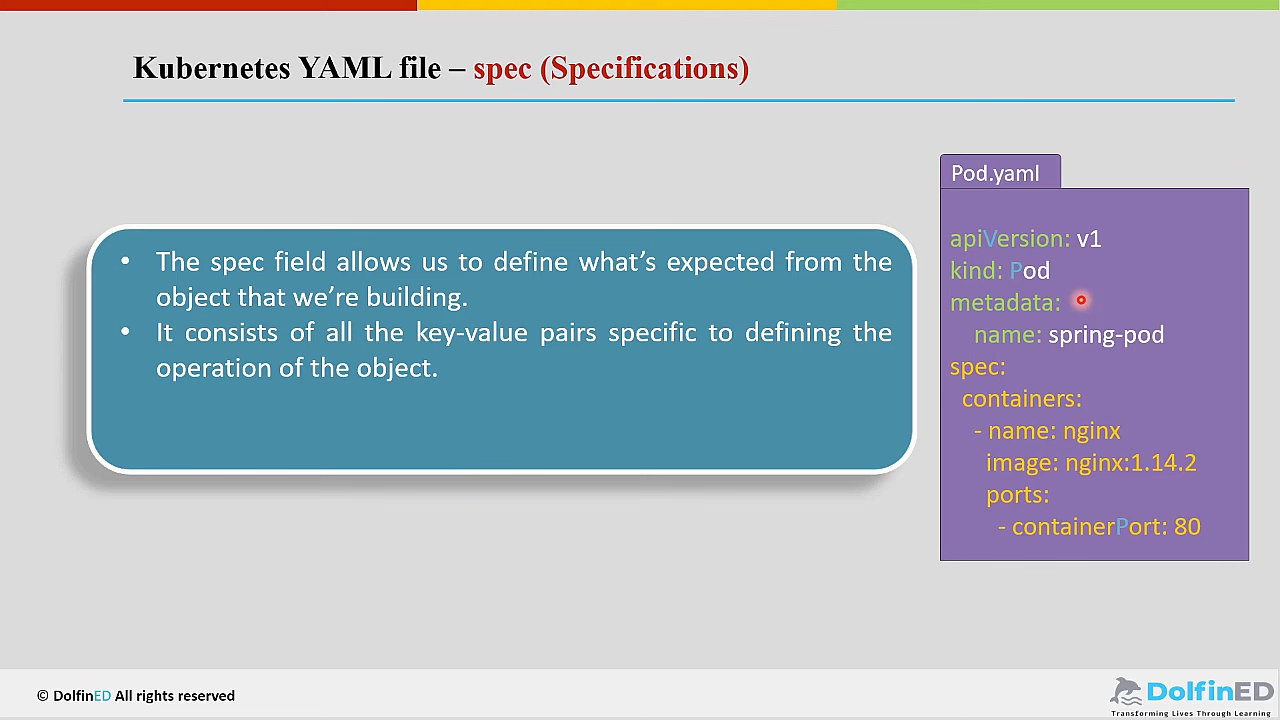 Kubernetes YAML file – spec (Specifications)
• The spec field allows us to define what’s expected from the
object that we’re building.
• It consists of all the key-value pairs specific to defining the
operation of the object.
Pod.yaml
apiVersion: v1
kind: Pod
metadata:
name: spring-pod
spec:
containers:
- name: nginx
image: nginx:1.14.2
ports:
- containerPort: 80
© DolfinED All rights reserved
DolfinED
Transforming Lives Through Learning